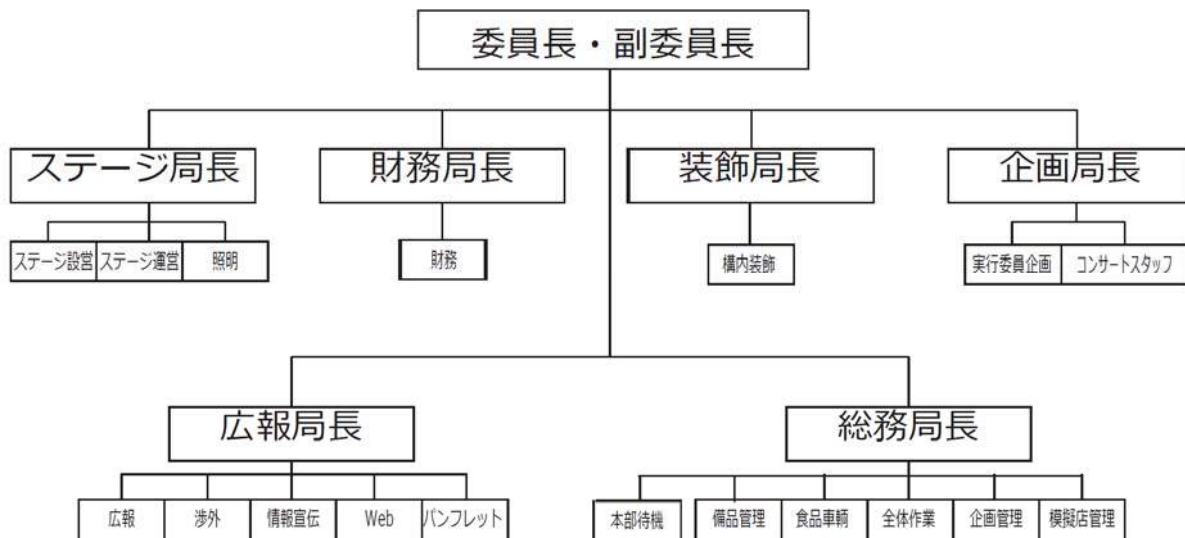 委員長・副委員長
ステージ局長
財務局長
装飾局長
企画局長
ステージ設営
ステージ運営
照明
財務
構内装飾
実行委員企画
コンサートスタッフ
広報局長
総務局長
広報
渉外
情報宣伝
Web
パンフレット
本部待機
備品管理
食品車輌
全体作業
企画管理
模擬店管理